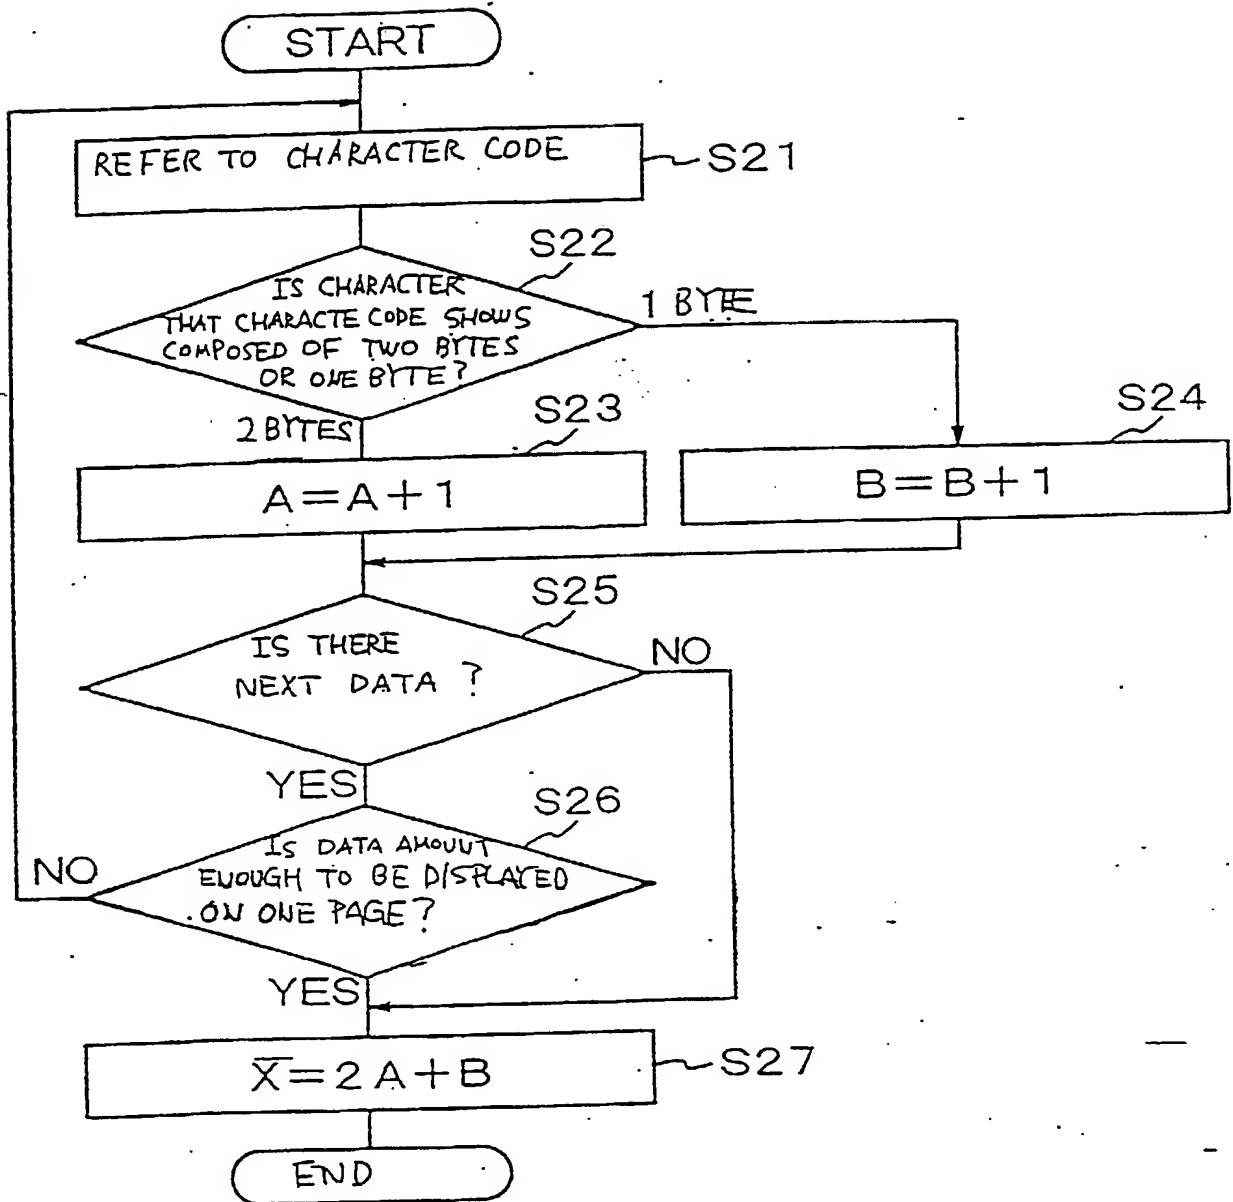 START
REFER TO CHARACTER CODE
S21
S22
IS CHARACTER
THAT CHARACTE CODE SHOWS
COMPOSED OF TWO BYTES
OR ONE BYTE?
1 BYTE
2 BYTES
S23
A=A+1
S24
B=B+1
S25
IS THERE
NEXT DATA ?
NO
YES
S26
IS DATA AMOUNT
ENOUGH TO BE DISPLAYED
ON ONE PAGE?
NO
YES
X̄=2A+B
S27
END